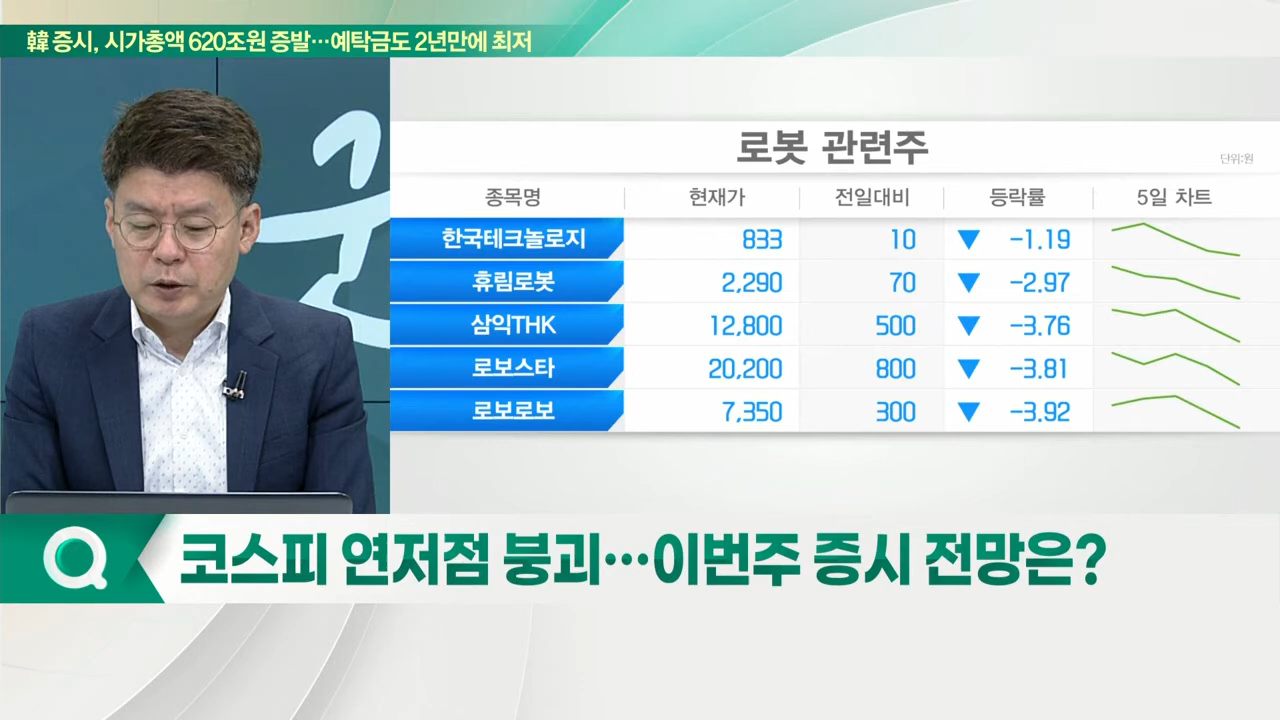 韓 증시, 시가총액 620조원 증발…예탁금도 2년만에 최저
로봇 관련주
단위:원
종목명 현재가 전일대비 등락률 5일 차트
한국테크놀로지 833 10 ▼ -1.19
휴림로봇 2,290 70 ▼ -2.97
삼익THK 12,800 500 ▼ -3.76
로보스타 20,200 800 ▼ -3.81
로보로보 7,350 300 ▼ -3.92
Q 코스피 연저점 붕괴…이번주 증시 전망은?